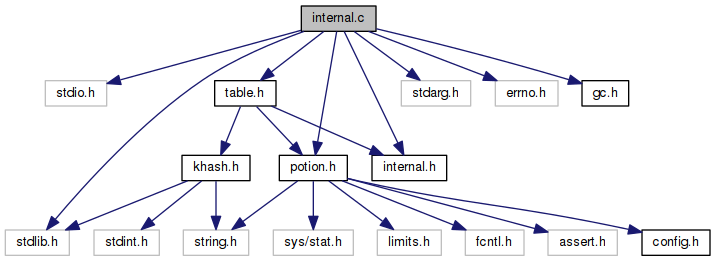 internal.c
stdio.h
table.h
stdarg.h
errno.h
gc.h
khash.h
potion.h
internal.h
stdlib.h
stdint.h
string.h
sys/stat.h
limits.h
fcntl.h
assert.h
config.h